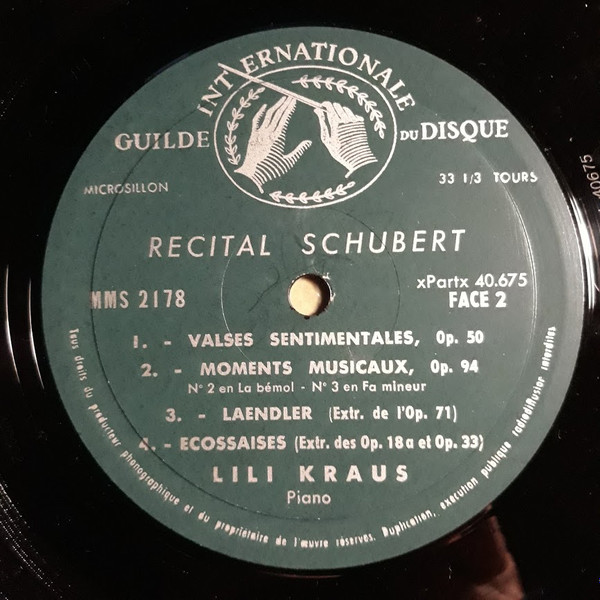 GUILDE INTERNATIONALE DU DISQUE
MICROSILLON
33 1/3 TOURS
RECITAL SCHUBERT
MMS 2178
xPartx 40.675
FACE 2
1. - VALSES SENTIMENTALES, Op. 50
2. - MOMENTS MUSICAUX, Op. 94
N° 2 en La bémol - N° 3 en Fa mineur
3. - LAENDLER (Extr. de l'Op. 71)
4. - ECOSSAISES (Extr. des Op. 18a et Op. 33)
LILI KRAUS
Piano
Tous droits du producteur phonographique et du propriétaire de l'œuvre réservés. Duplication, exécution publique radiodiffusion interdites
40675